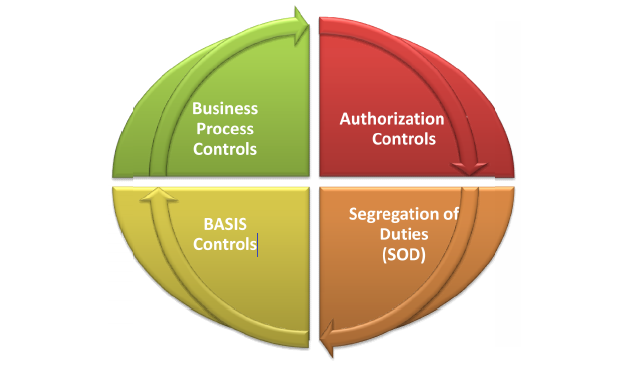 Business
Process
Controls
Authorization
Controls
BASIS
Controls
Segregation of
Duties
(SOD)